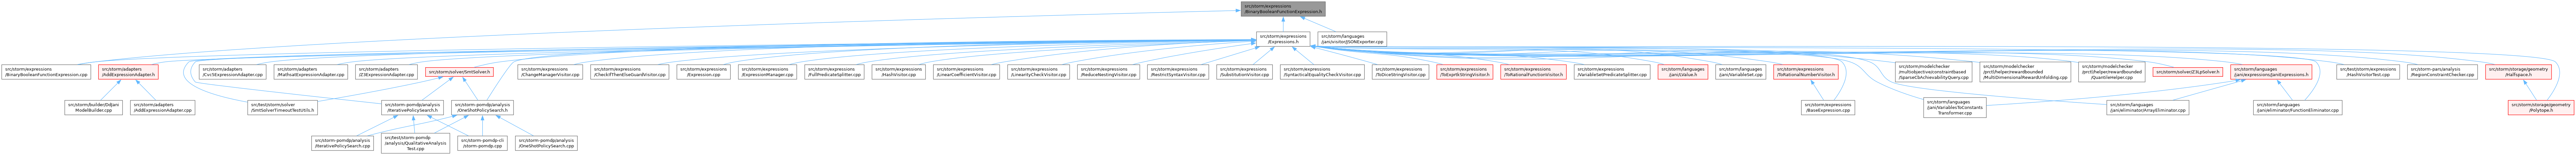 src/storm/expressions
/BinaryBooleanFunctionExpression.h
src/storm/expressions
/Expressions.h
src/storm/languages
/jani/visitor/JSONExporter.cpp
src/storm/expressions
/BinaryBooleanFunctionExpression.cpp
src/storm/adapters
/AddExpressionAdapter.h
src/storm/adapters
/Cvc5ExpressionAdapter.cpp
src/storm/adapters
/MathsatExpressionAdapter.cpp
src/storm/adapters
/Z3ExpressionAdapter.cpp
src/storm/solver/SmtSolver.h
src/storm/expressions
/ChangeManagerVisitor.cpp
src/storm/expressions
/CheckIfThenElseGuardVisitor.cpp
src/storm/expressions
/Expression.cpp
src/storm/expressions
/ExpressionManager.cpp
src/storm/expressions
/FullPredicateSplitter.cpp
src/storm/expressions
/HashVisitor.cpp
src/storm/expressions
/LinearCoefficientVisitor.cpp
src/storm/expressions
/LinearityCheckVisitor.cpp
src/storm/expressions
/ReduceNestingVisitor.cpp
src/storm/expressions
/RestrictSyntaxVisitor.cpp
src/storm/expressions
/SubstitutionVisitor.cpp
src/storm/expressions
/SyntacticalEqualityCheckVisitor.cpp
src/storm/expressions
/ToDiceStringVisitor.cpp
src/storm/expressions
/ToExprtkStringVisitor.h
src/storm/expressions
/ToRationalFunctionVisitor.h
src/storm/expressions
/VariableSetPredicateSplitter.cpp
src/storm/languages
/jani/JValue.h
src/storm/languages
/jani/VariableSet.cpp
src/storm/expressions
/ToRationalNumberVisitor.h
src/storm/modelchecker
/multiobjective/constraintbased
/SparseCbAchievabilityQuery.cpp
src/storm/modelchecker
/prctl/helper/rewardbounded
/MultiDimensionalRewardUnfolding.cpp
src/storm/modelchecker
/prctl/helper/rewardbounded
/QuantileHelper.cpp
src/storm/solver/Z3LpSolver.h
src/storm/languages
/jani/expressions/JaniExpressions.h
src/test/storm/expressions
/HashVisitorTest.cpp
src/storm-pars/analysis
/RegionConstraintChecker.cpp
src/storm/storage/geometry
/Halfspace.h
src/storm/builder/DdJani
ModelBuilder.cpp
src/storm/adapters
/AddExpressionAdapter.cpp
src/test/storm/solver
/SmtSolverTimeoutTestUtils.h
src/storm-pomdp/analysis
/IterativePolicySearch.h
src/storm-pomdp/analysis
/OneShotPolicySearch.h
src/storm/expressions
/BaseExpression.cpp
src/storm/languages
/jani/VariablesToConstants
Transformer.cpp
src/storm/languages
/jani/eliminator/ArrayEliminator.cpp
src/storm/languages
/jani/eliminator/FunctionEliminator.cpp
src/storm/storage/geometry
/Polytope.h
src/storm-pomdp/analysis
/IterativePolicySearch.cpp
src/test/storm-pomdp
/analysis/QualitativeAnalysis
Test.cpp
src/storm-pomdp-cli
/storm-pomdp.cpp
src/storm-pomdp/analysis
/OneShotPolicySearch.cpp